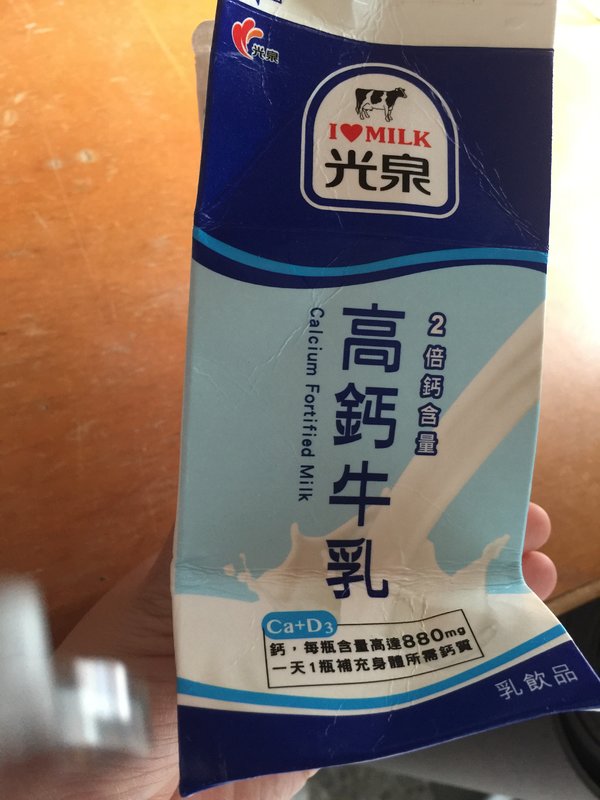 光泉
I♥MILK
光泉
2倍鈣含量
高鈣牛乳
Calcium Fortified Milk
Ca+D3
鈣，每瓶含量高達880mg
一天1瓶補充身體所需鈣質
乳飲品